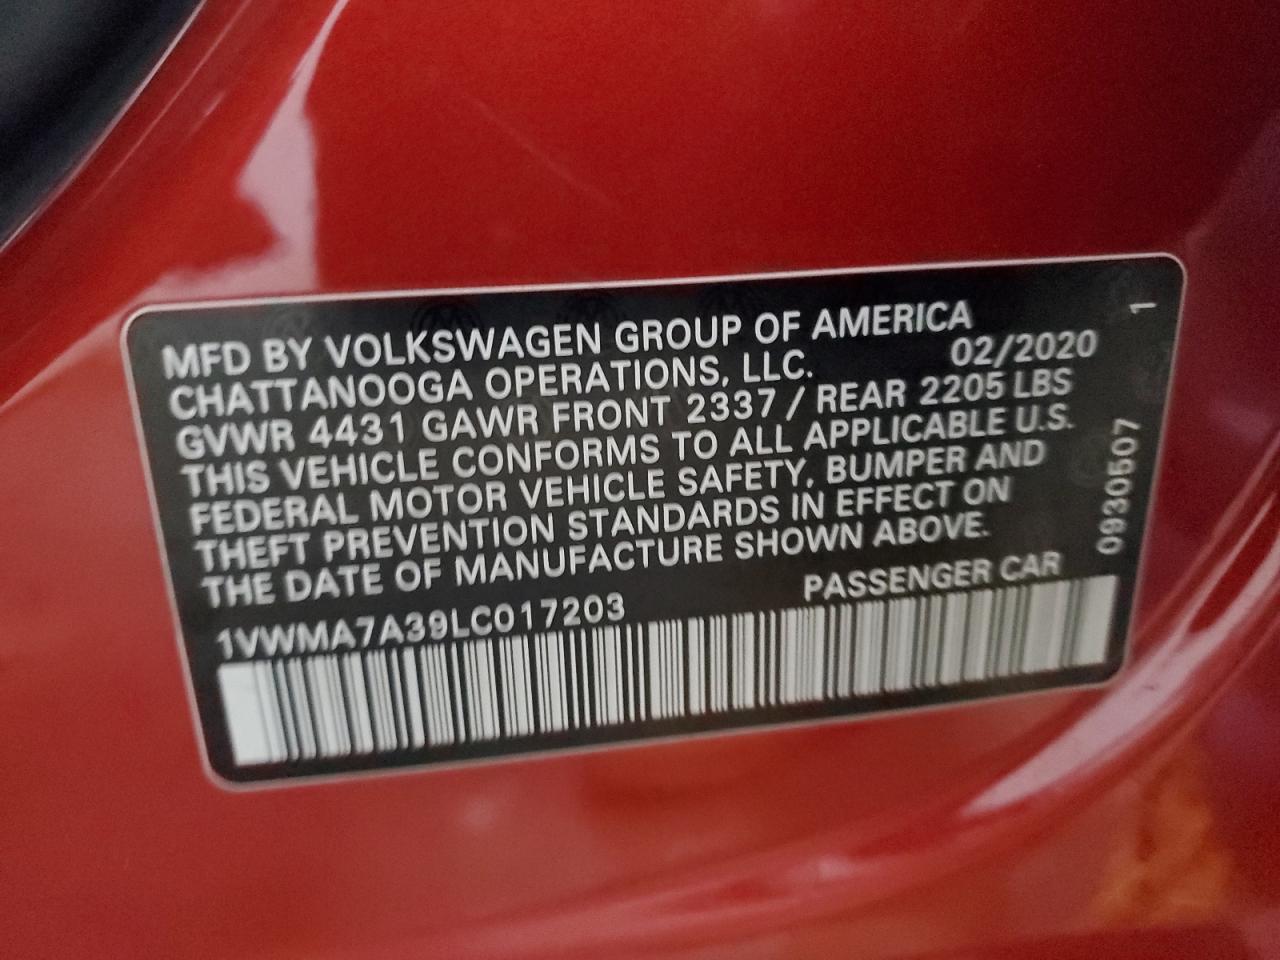 MFD BY VOLKSWAGEN GROUP OF AMERICA
CHATTANOOGA OPERATIONS, LLC. 02/2020
GVWR 4431 GAWR FRONT 2337 / REAR 2205 LBS
THIS VEHICLE CONFORMS TO ALL APPLICABLE U.S.
FEDERAL MOTOR VEHICLE SAFETY, BUMPER AND
THEFT PREVENTION STANDARDS IN EFFECT ON
THE DATE OF MANUFACTURE SHOWN ABOVE.
1VWMA7A39LC017203 PASSENGER CAR
0930507 1